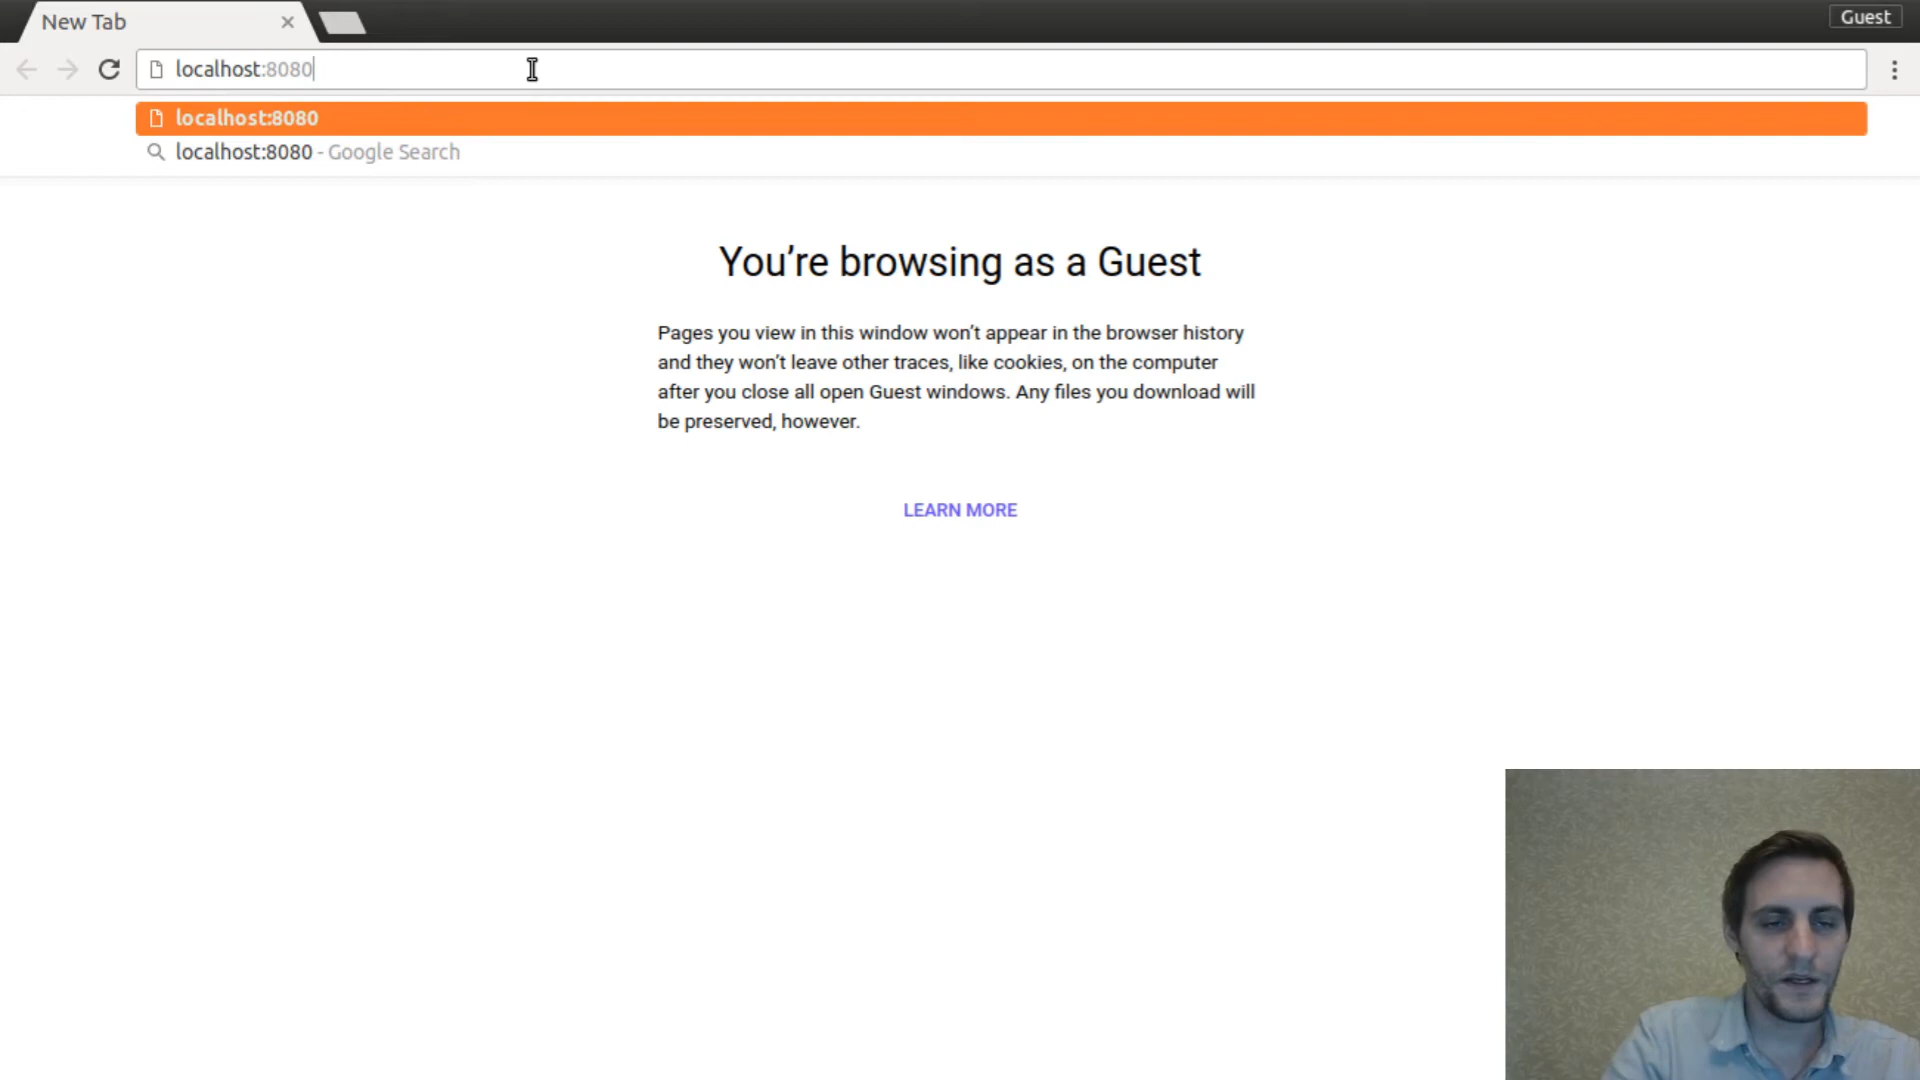 New Tab
Guest
localhost:8080
localhost:8080
localhost:8080 - Google Search
You’re browsing as a Guest
Pages you view in this window won’t appear in the browser history
and they won’t leave other traces, like cookies, on the computer
after you close all open Guest windows. Any files you download will
be preserved, however.
LEARN MORE